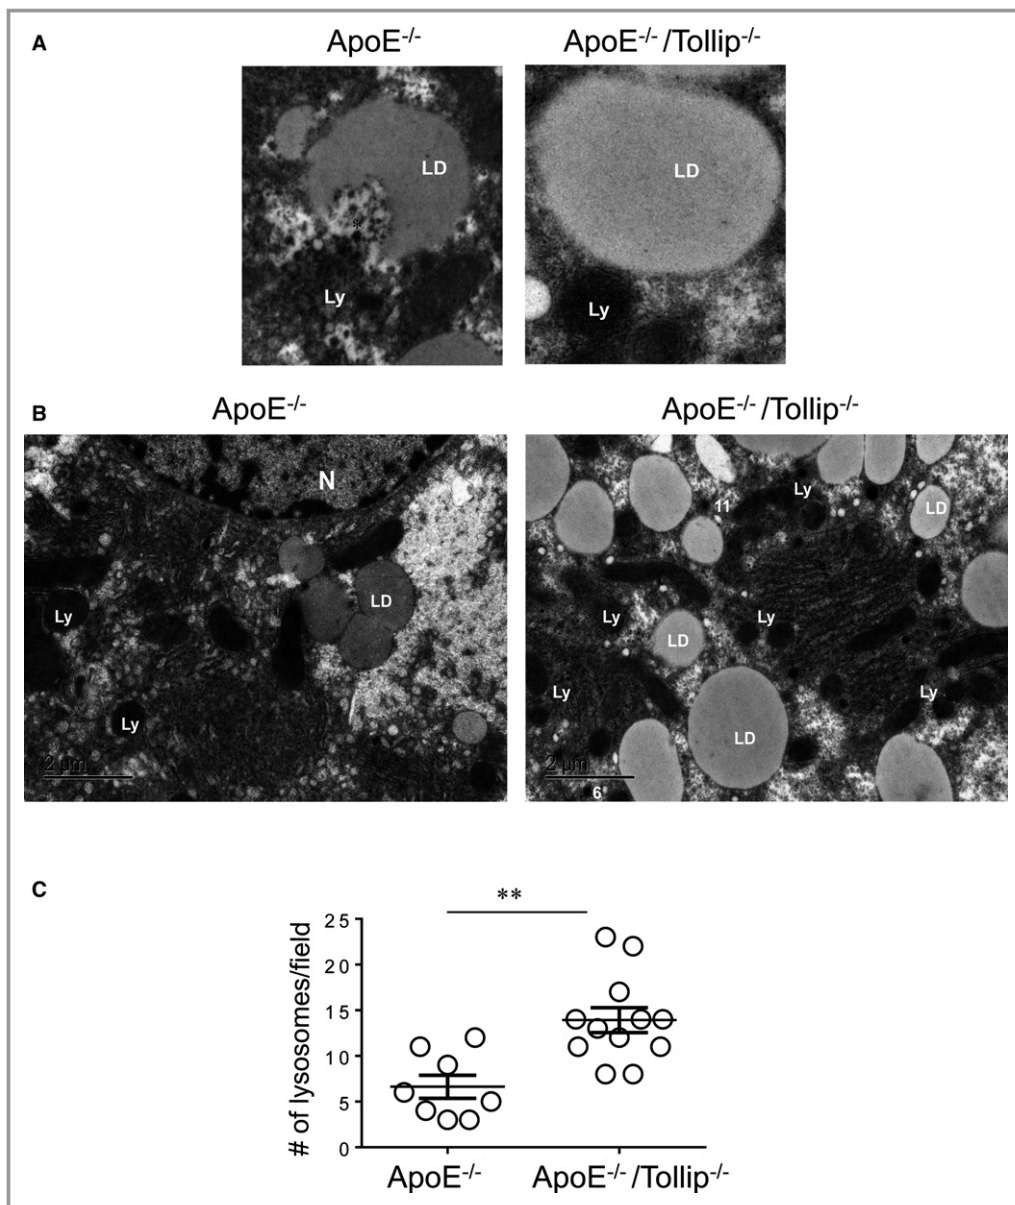 A
ApoE-/-
ApoE-/-/Tollip-/-
LD
*
Ly
LD
Ly
B
ApoE-/-
ApoE-/-/Tollip-/-
N
LD
Ly
Ly
2 μm
Ly
11
LD
Ly
Ly
LD
Ly
Ly
LD
2 μm
6
C
**
# of lysosomes/field
25
20
15
10
5
0
ApoE-/-
ApoE-/-/Tollip-/-